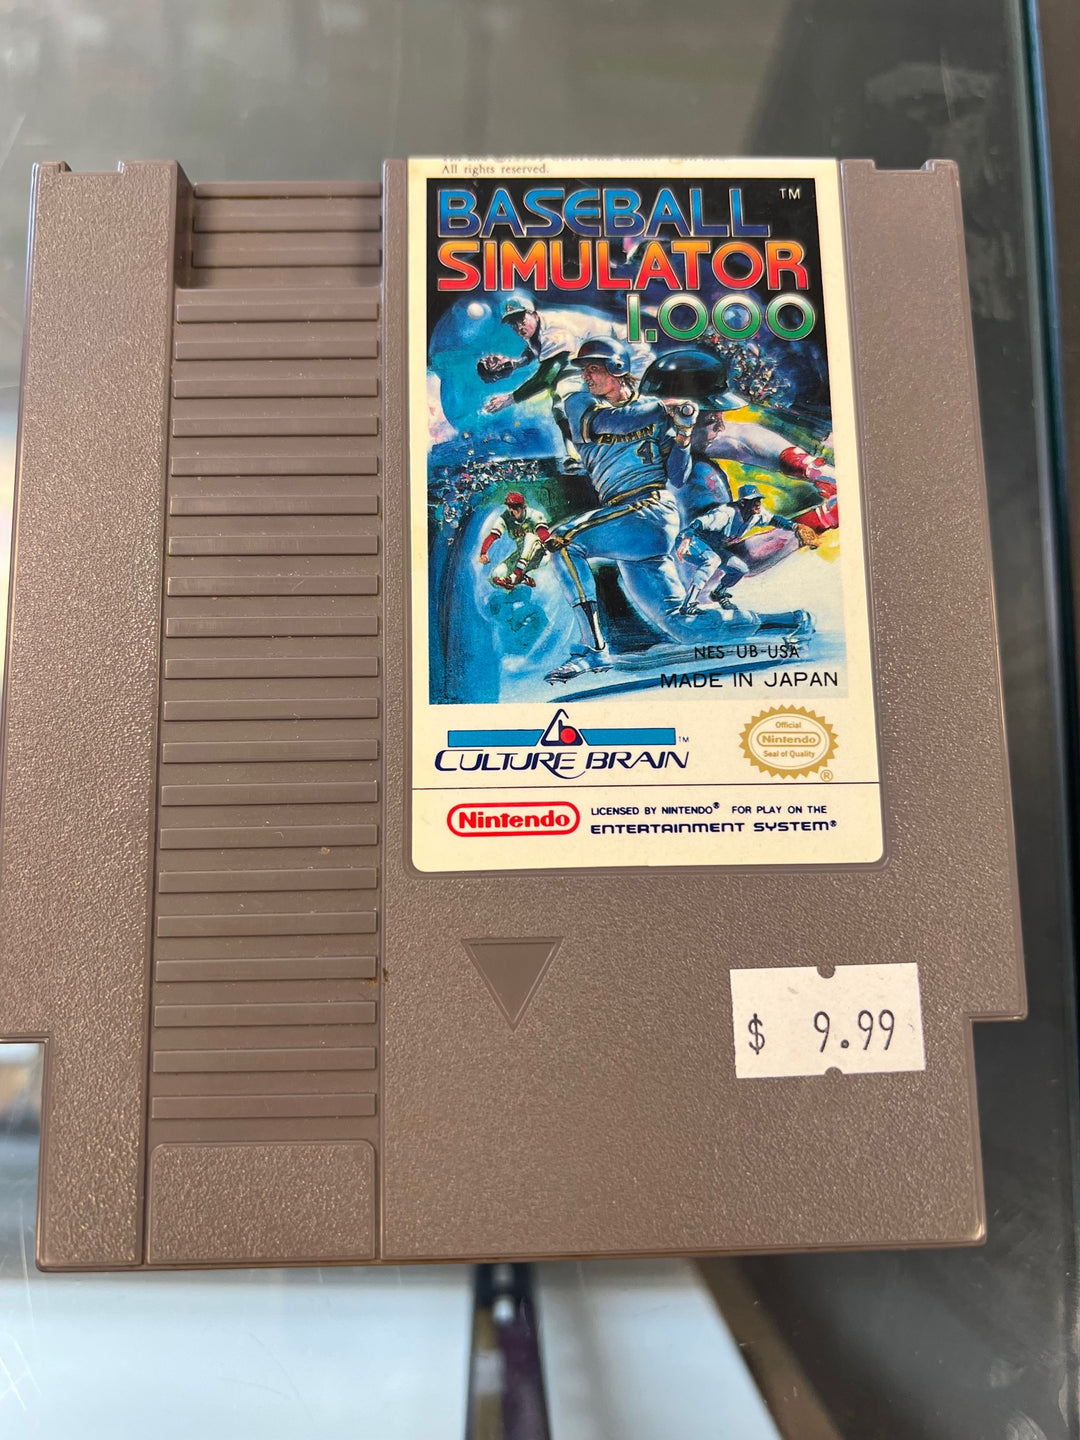 All rights reserved.
BASEBALL ™
SIMULATOR
1.000
NES-UB-USA
MADE IN JAPAN
CULTURE BRAIN™
Official
Nintendo
Seal of Quality
®
Nintendo
LICENSED BY NINTENDO® FOR PLAY ON THE
ENTERTAINMENT SYSTEM®
$ 9.99